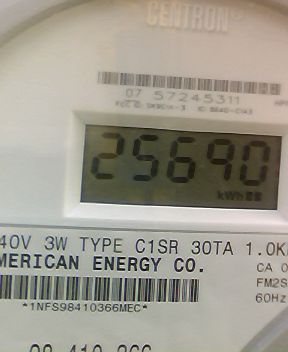 CENTRON®
07 57245311
25690
kWh
40V 3W TYPE C1SR 30TA 1.0K
MERICAN ENERGY CO.
CA 0
FM2S
60Hz
*1NFS98410366MEC*